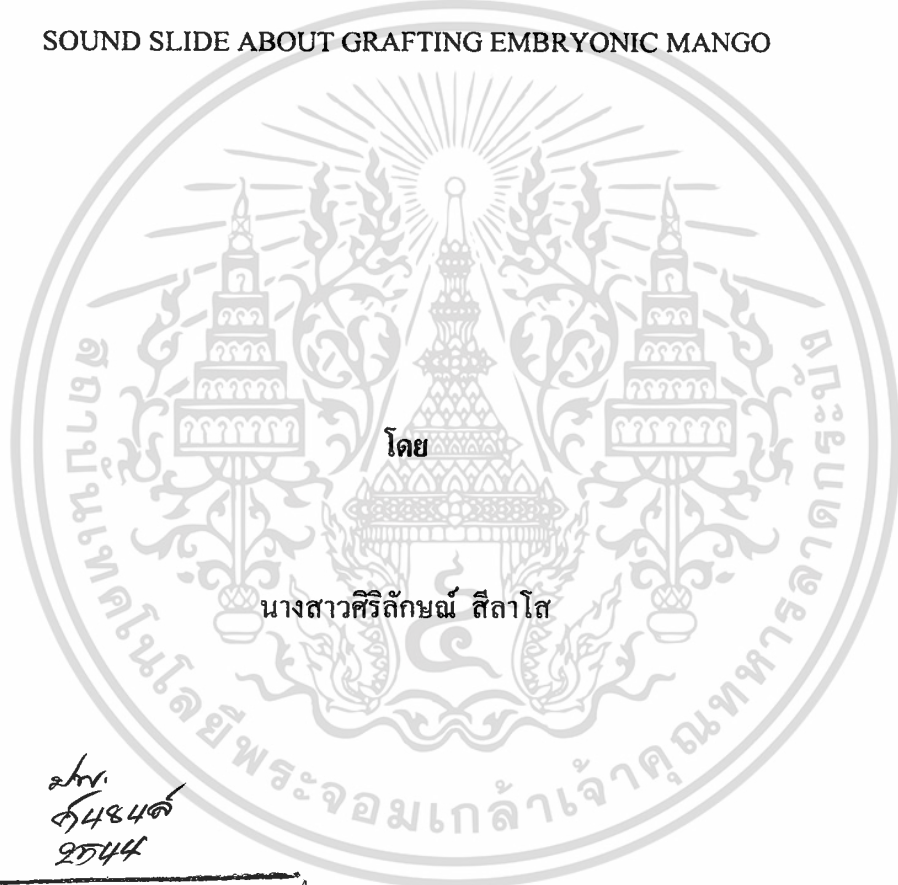 SOUND SLIDE ABOUT GRAFTING EMBRYONIC MANGO
โดย
นางสาวศิริลักษณ์ สีลาโส
สถาบันเทคโนโลยีพระจอมเกล้าเจ้าคุณทหารลาดกระบัง
ปพ.
2544